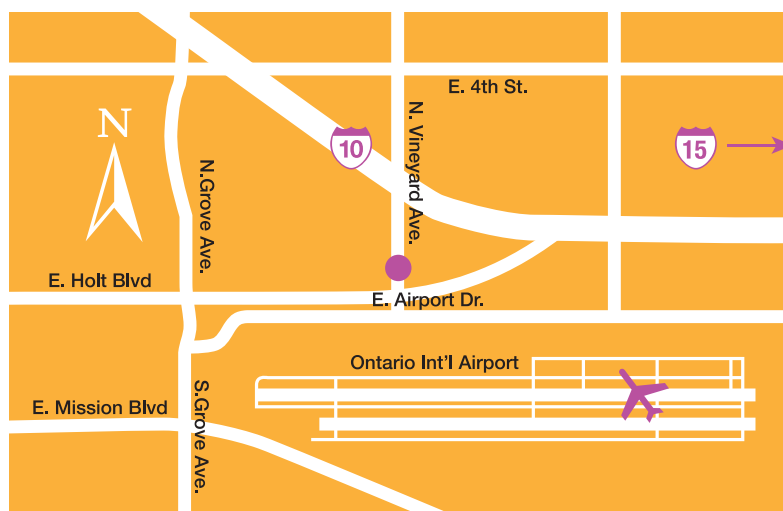 E. 4th St.
N
10
15
N. Vineyard Ave.
N.Grove Ave.
E. Holt Blvd
E. Airport Dr.
Ontario Int'l Airport
E. Mission Blvd
S.Grove Ave.